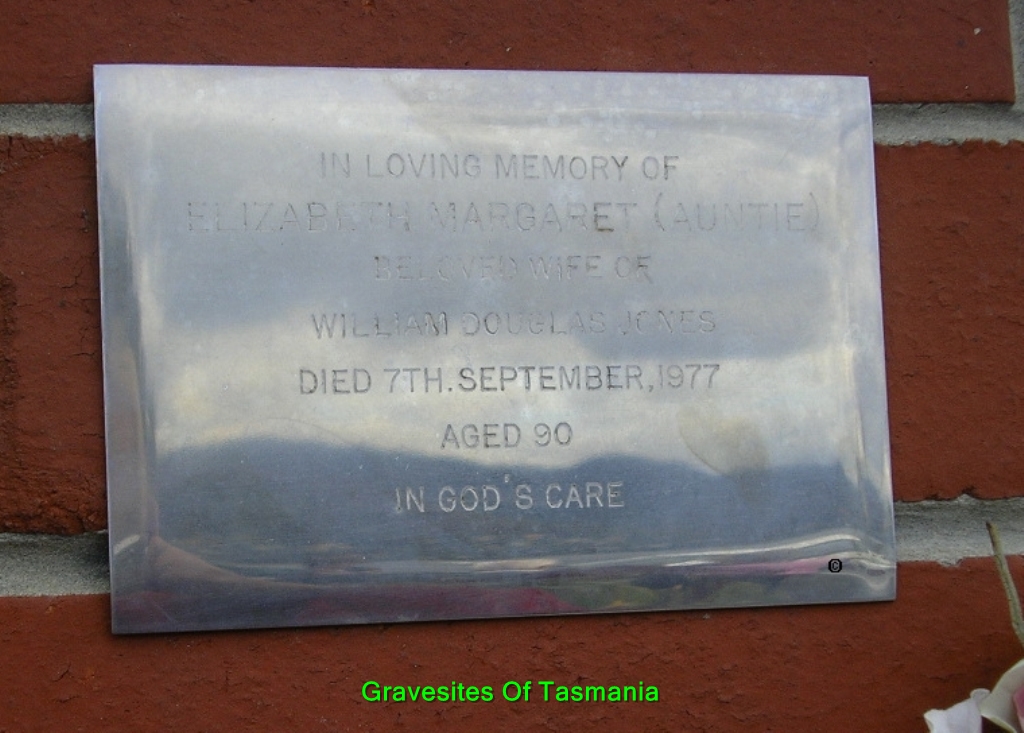 IN LOVING MEMORY OF
ELIZABETH MARGARET (AUNTIE)
BELOVED WIFE OF
WILLIAM DOUGLAS JONES
DIED 7TH.SEPTEMBER,1977
AGED 90
IN GOD'S CARE
©
Gravesites Of Tasmania